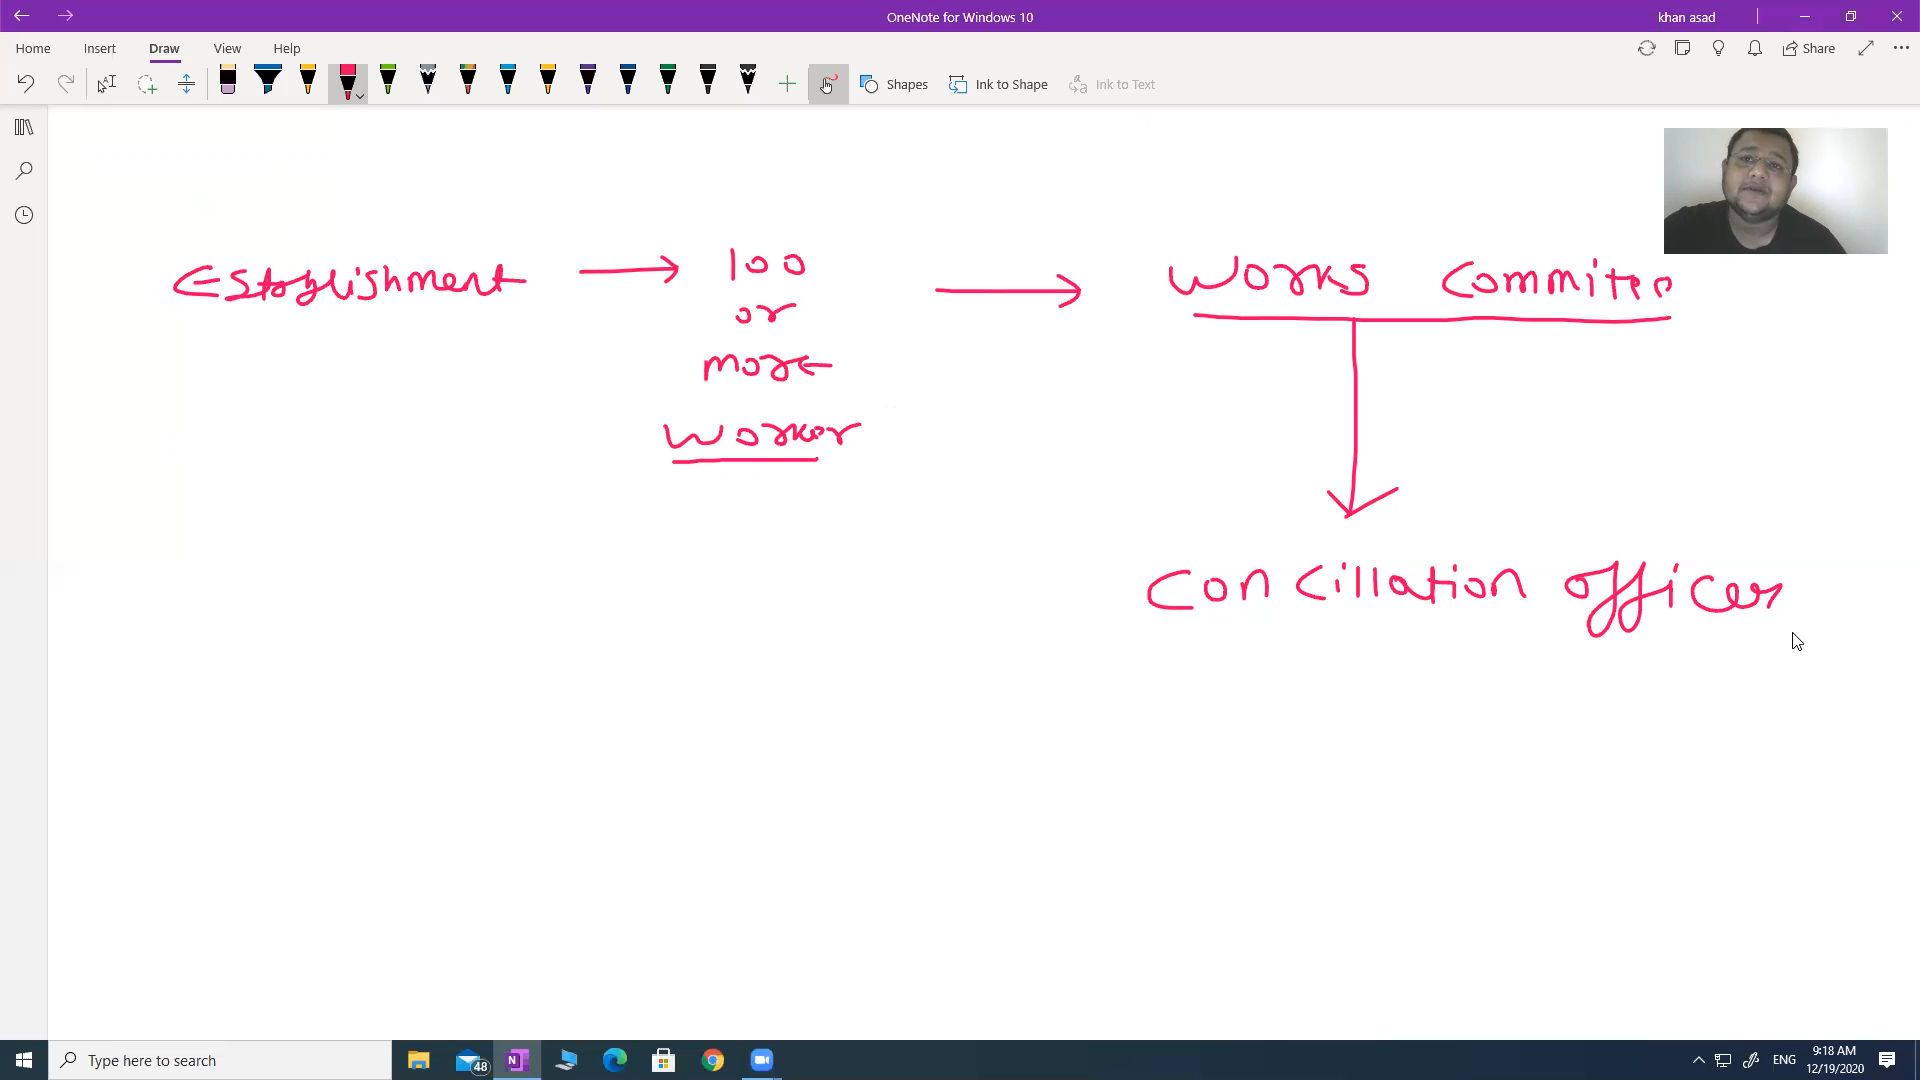 OneNote for Windows 10
khan asad
Home Insert Draw View Help
Share
Shapes Ink to Shape Ink to Text
Establishment → 100 → Works Commitee
or
more
worker
Concillation officer
Type here to search
48
ENG
9:18 AM
12/19/2020